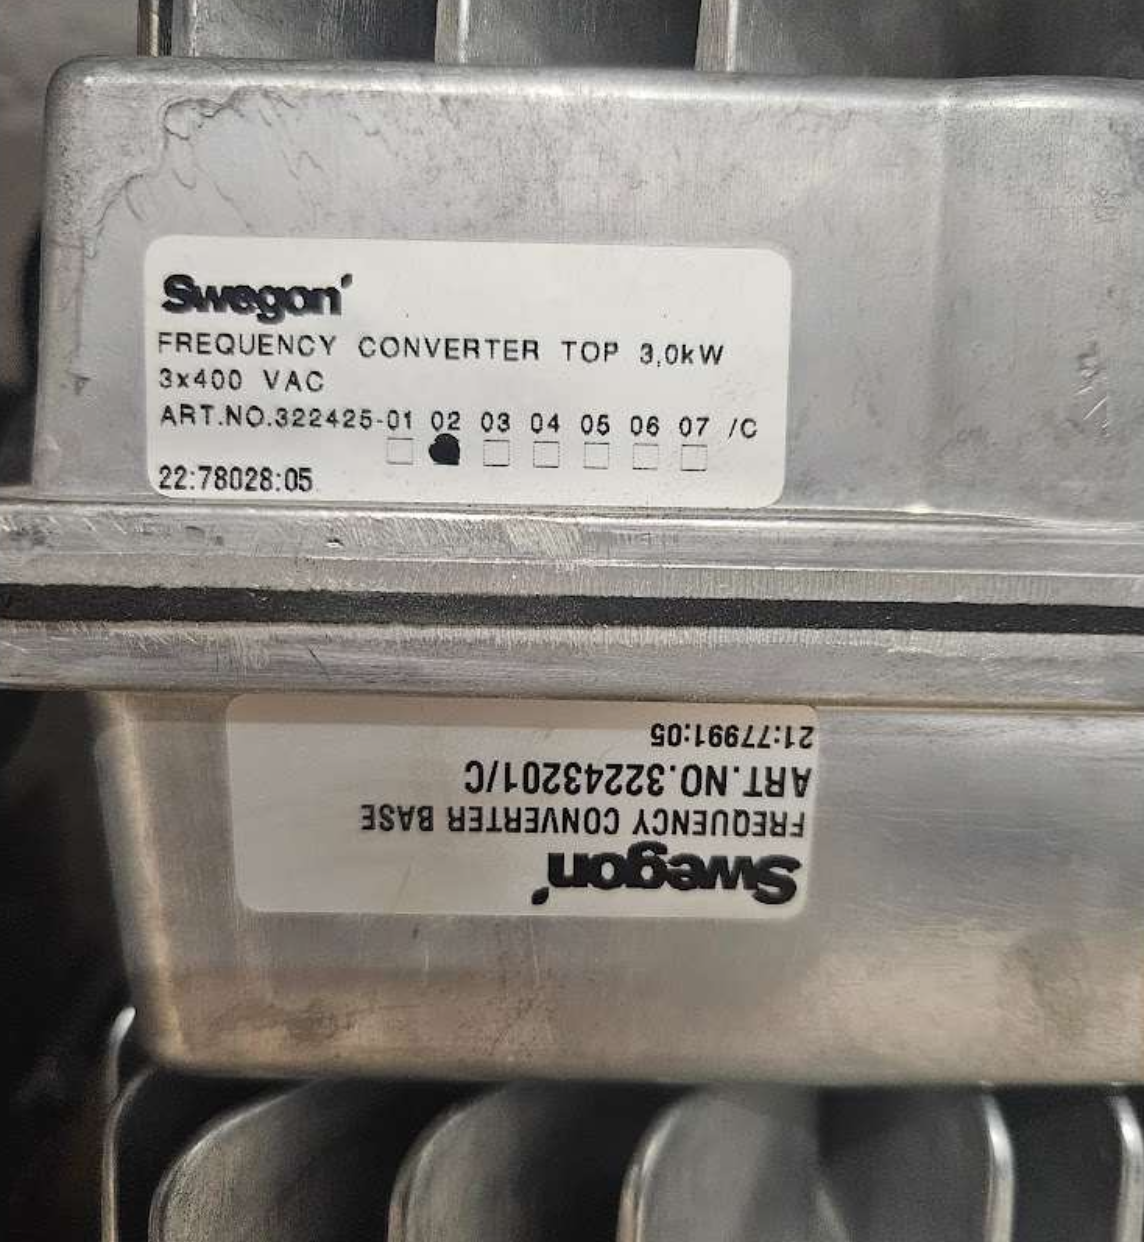 Swegon
FREQUENCY CONVERTER TOP 3,0kW
3x400 VAC
ART.NO.322425-01 02 03 04 05 06 07 /C
22:78028:05
Swegon
FREQUENCY CONVERTER BASE
ART.NO.32243201/C
21:77991:05